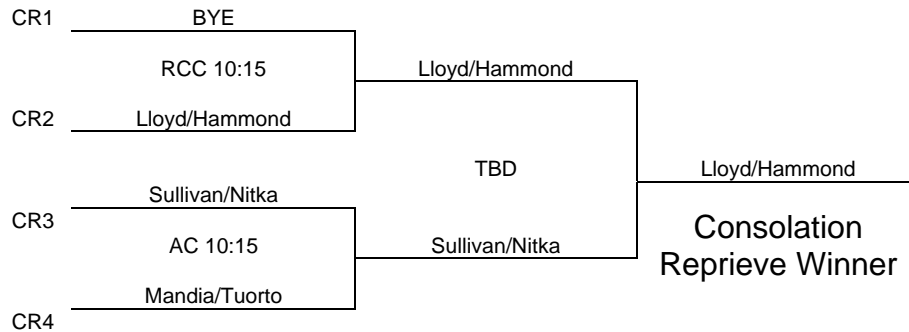 CR1
BYE
RCC 10:15
Lloyd/Hammond
CR2
Lloyd/Hammond
TBD
Lloyd/Hammond
Sullivan/Nitka
CR3
AC 10:15
Sullivan/Nitka
Consolation
Reprieve Winner
Mandia/Tuorto
CR4